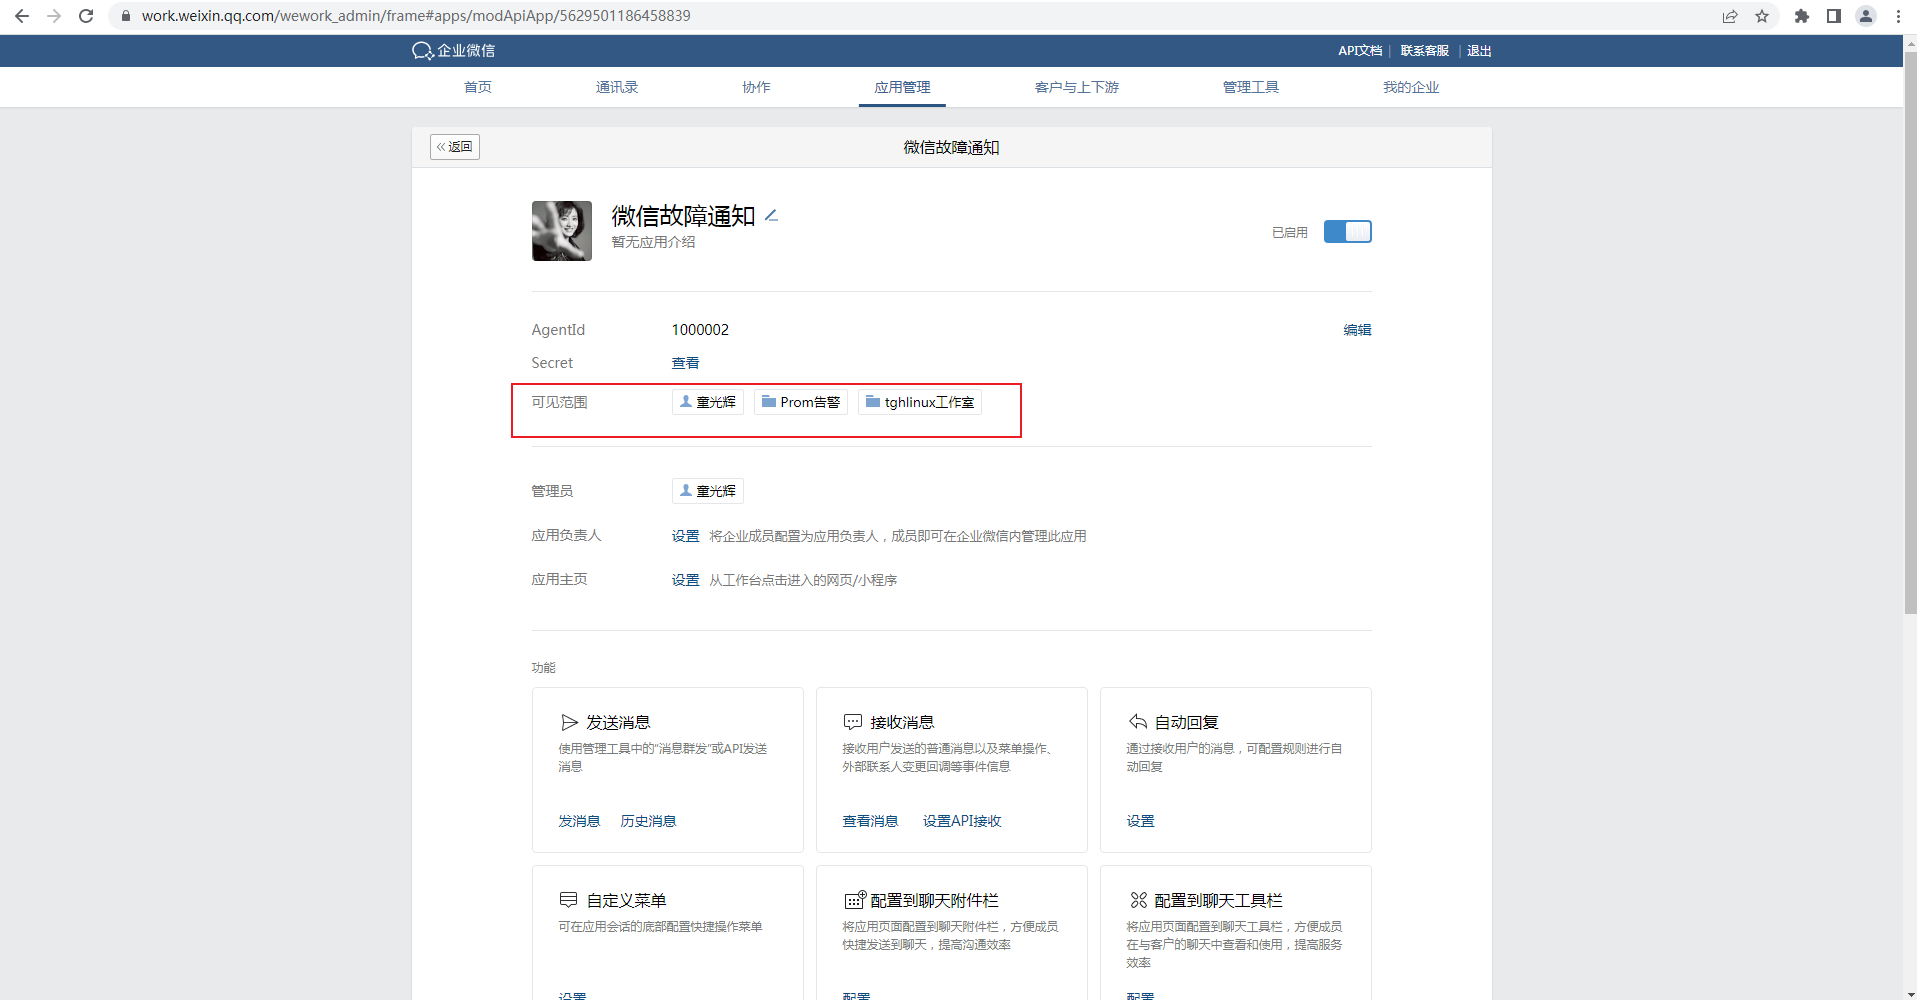 work.weixin.qq.com/wework_admin/frame#apps/modApiApp/5629501186458839
企业微信
API文档 | 联系客服 | 退出
首页 通讯录 协作 应用管理 客户与上下游 管理工具 我的企业
« 返回
微信故障通知
微信故障通知
暂无应用介绍
已启用
AgentId 1000002 编辑
Secret 查看
可见范围 童光辉 Prom告警 tghlinux工作室
管理员 童光辉
应用负责人 设置 将企业成员配置为应用负责人，成员即可在企业微信内管理此应用
应用主页 设置 从工作台点击进入的网页/小程序
功能
发送消息
使用管理工具中的“消息群发”或API发送
消息
发消息 历史消息
接收消息
接收用户发送的普通消息以及菜单操作、
外部联系人变更回调等事件信息
查看消息 设置API接收
自动回复
通过接收用户的消息，可配置规则进行自
动回复
设置
自定义菜单
可在应用会话的底部配置快捷操作菜单
设置
配置到聊天附件栏
将应用页面配置到聊天附件栏，方便成员
快捷发送到聊天，提高沟通效率
配置
配置到聊天工具栏
将应用页面配置到聊天工具栏，方便成员
在与客户的聊天中查看和使用，提高服务
效率
配置